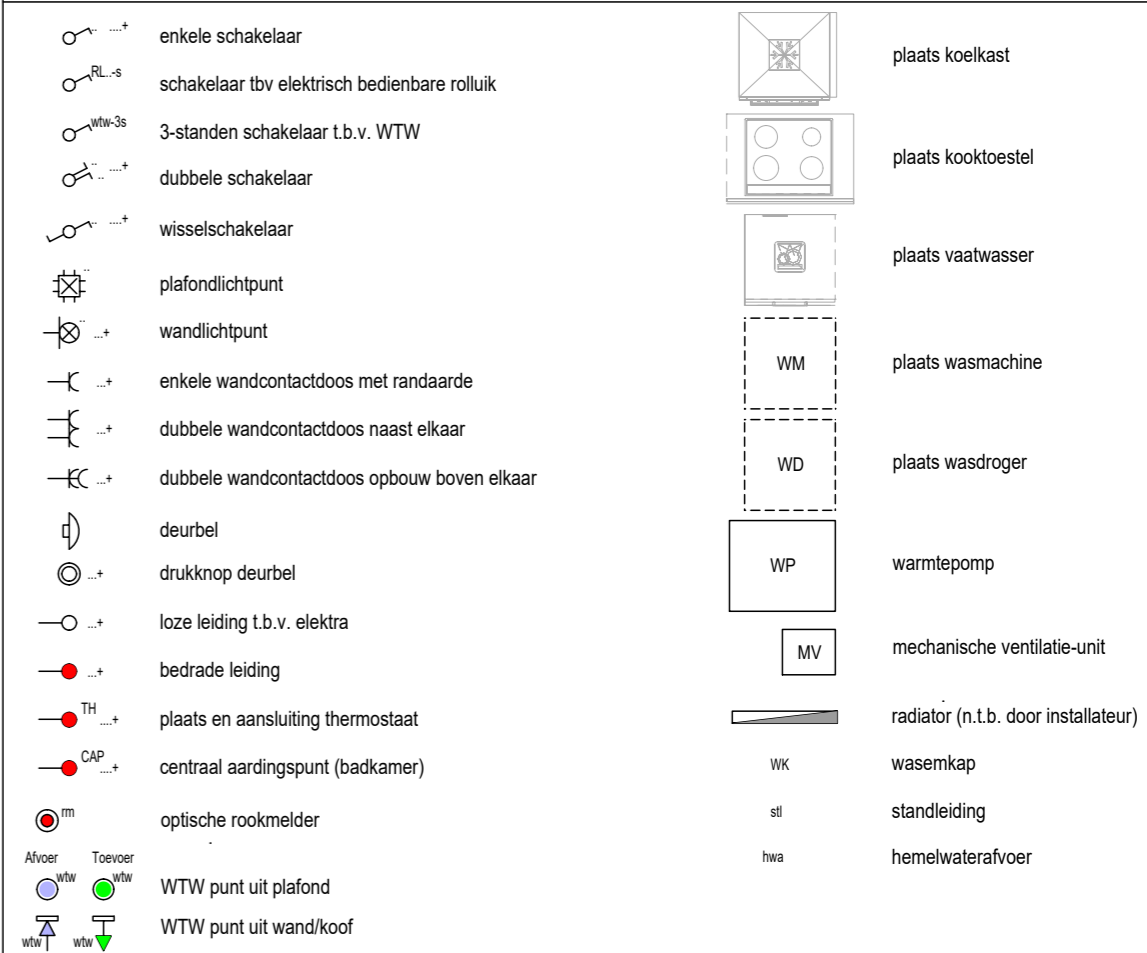 .. ....+ enkele schakelaar
RL..-s schakelaar tbv elektrisch bedienbare rolluik
wtw-3s 3-standen schakelaar t.b.v. WTW
.. .. ....+ dubbele schakelaar
.. ....+ wisselschakelaar
.. plafondlichtpunt
.. ...+ wandlichtpunt
...+ enkele wandcontactdoos met randaarde
...+ dubbele wandcontactdoos naast elkaar
...+ dubbele wandcontactdoos opbouw boven elkaar
deurbel
...+ drukknop deurbel
...+ loze leiding t.b.v. elektra
...+ bedrade leiding
TH ....+ plaats en aansluiting thermostaat
CAP ....+ centraal aardingspunt (badkamer)
rm optische rookmelder
Afvoer Toevoer
wtw wtw WTW punt uit plafond
wtw wtw WTW punt uit wand/koof
plaats koelkast
plaats kooktoestel
plaats vaatwasser
WM plaats wasmachine
WD plaats wasdroger
WP warmtepomp
MV mechanische ventilatie-unit
radiator (n.t.b. door installateur)
WK wasemkap
stl standleiding
hwa hemelwaterafvoer